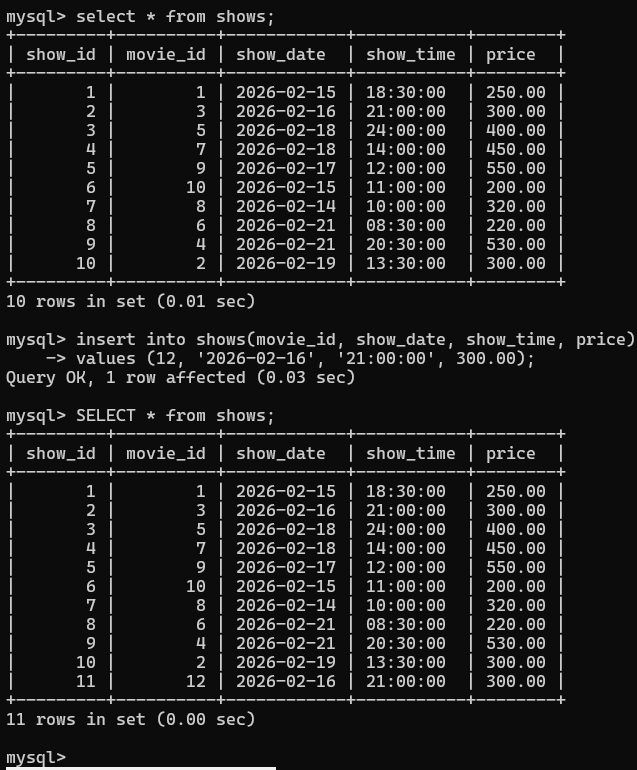 mysql> select * from shows;
+---------+----------+------------+-----------+--------+
| show_id | movie_id | show_date  | show_time | price  |
+---------+----------+------------+-----------+--------+
|       1 |        1 | 2026-02-15 | 18:30:00  | 250.00 |
|       2 |        3 | 2026-02-16 | 21:00:00  | 300.00 |
|       3 |        5 | 2026-02-18 | 24:00:00  | 400.00 |
|       4 |        7 | 2026-02-18 | 14:00:00  | 450.00 |
|       5 |        9 | 2026-02-17 | 12:00:00  | 550.00 |
|       6 |       10 | 2026-02-15 | 11:00:00  | 200.00 |
|       7 |        8 | 2026-02-14 | 10:00:00  | 320.00 |
|       8 |        6 | 2026-02-21 | 08:30:00  | 220.00 |
|       9 |        4 | 2026-02-21 | 20:30:00  | 530.00 |
|      10 |        2 | 2026-02-19 | 13:30:00  | 300.00 |
+---------+----------+------------+-----------+--------+
10 rows in set (0.01 sec)

mysql> insert into shows(movie_id, show_date, show_time, price)
    -> values (12, '2026-02-16', '21:00:00', 300.00);
Query OK, 1 row affected (0.03 sec)

mysql> SELECT * from shows;
+---------+----------+------------+-----------+--------+
| show_id | movie_id | show_date  | show_time | price  |
+---------+----------+------------+-----------+--------+
|       1 |        1 | 2026-02-15 | 18:30:00  | 250.00 |
|       2 |        3 | 2026-02-16 | 21:00:00  | 300.00 |
|       3 |        5 | 2026-02-18 | 24:00:00  | 400.00 |
|       4 |        7 | 2026-02-18 | 14:00:00  | 450.00 |
|       5 |        9 | 2026-02-17 | 12:00:00  | 550.00 |
|       6 |       10 | 2026-02-15 | 11:00:00  | 200.00 |
|       7 |        8 | 2026-02-14 | 10:00:00  | 320.00 |
|       8 |        6 | 2026-02-21 | 08:30:00  | 220.00 |
|       9 |        4 | 2026-02-21 | 20:30:00  | 530.00 |
|      10 |        2 | 2026-02-19 | 13:30:00  | 300.00 |
|      11 |       12 | 2026-02-16 | 21:00:00  | 300.00 |
+---------+----------+------------+-----------+--------+
11 rows in set (0.00 sec)

mysql>